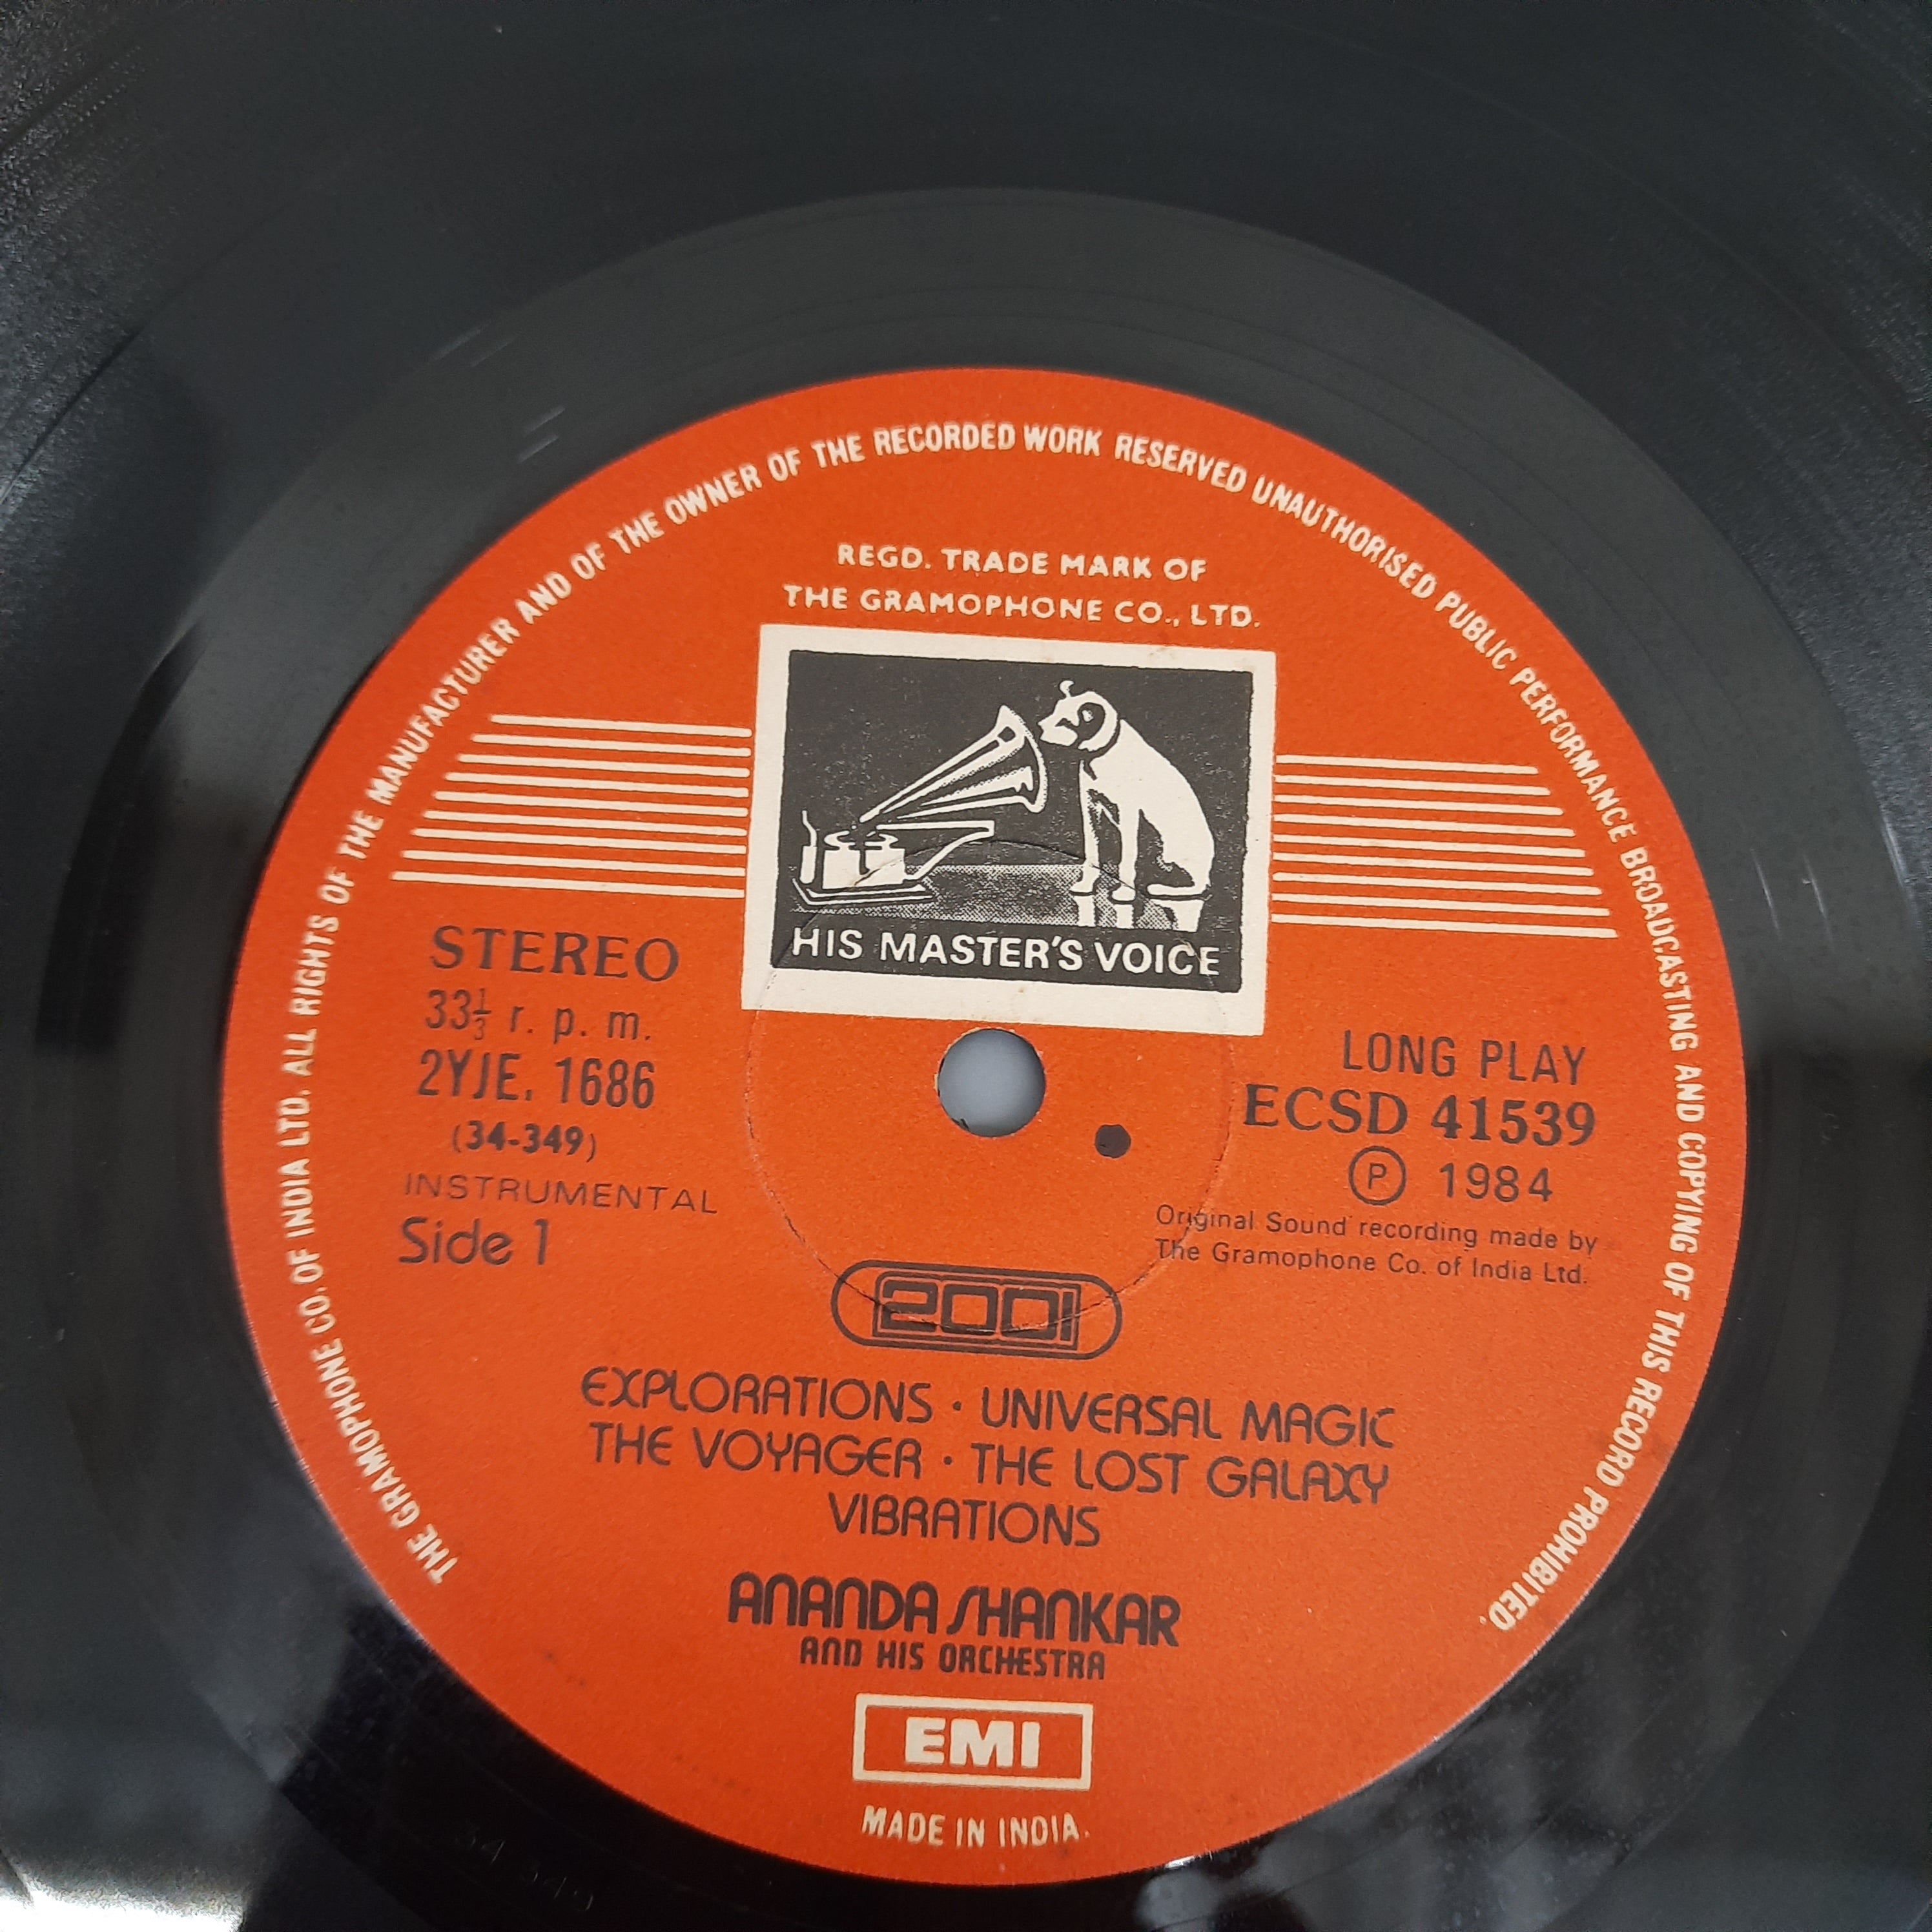 THE GRAMOPHONE CO. OF INDIA LTD. ALL RIGHTS OF THE MANUFACTURER AND OF THE OWNER OF THE RECORDED WORK RESERVED UNAUTHORISED PUBLIC PERFORMANCE BROADCASTING AND COPYING OF THIS RECORD PROHIBITED.
REGD. TRADE MARK OF
THE GRAMOPHONE CO., LTD.
HIS MASTER'S VOICE
STEREO
33⅓ r. p. m.
2YJE. 1686
(34-349)
INSTRUMENTAL
Side 1
LONG PLAY
ECSD 41539
Ⓟ 1984
Original Sound recording made by
The Gramophone Co. of India Ltd.
2001
EXPLORATIONS · UNIVERSAL MAGIC
THE VOYAGER · THE LOST GALAXY
VIBRATIONS
ANANDA SHANKAR
AND HIS ORCHESTRA
EMI
MADE IN INDIA.
34 349